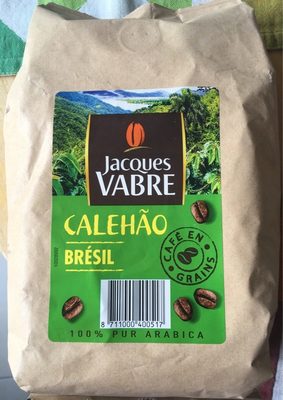 Jacques
VABRE
CALEHÃO
BRÉSIL
CAFÉ EN
GRAINS
8 711000 400517
100% PUR ARABICA